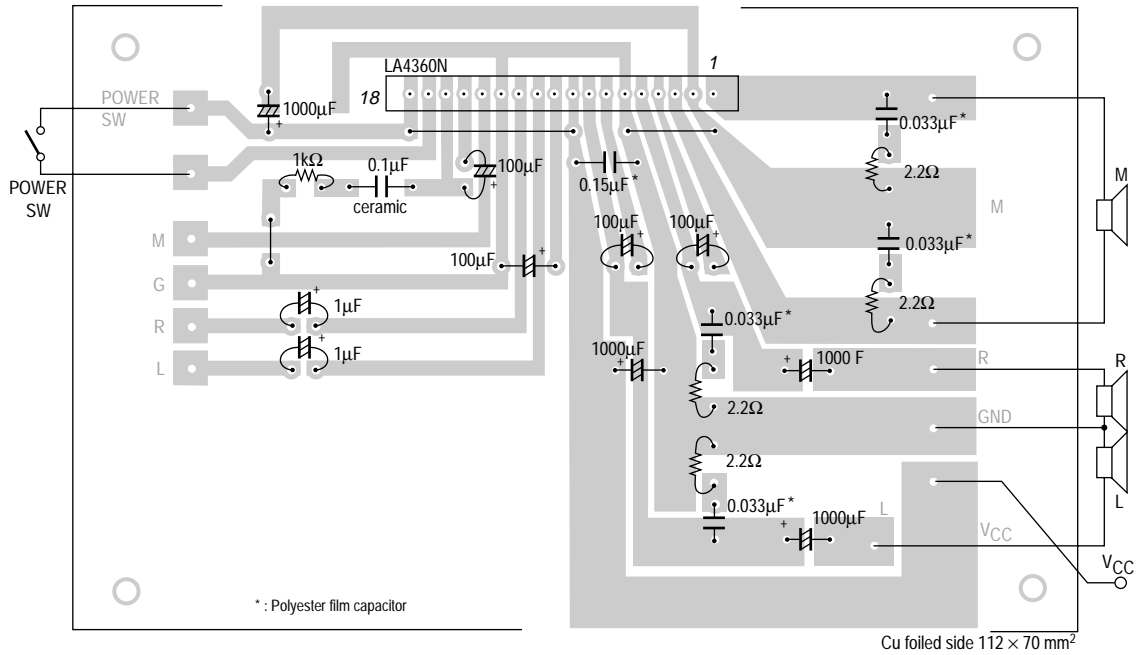 LA4360N
1
18
POWER
SW
1000µF
+
0.033µF*
1kΩ
0.1µF
100µF
+
2.2Ω
0.15µF*
POWER
SW
ceramic
M
M
100µF
+
100µF
+
0.033µF*
M
100µF
+
G
2.2Ω
+
1µF
0.033µF*
R
1000µF
+
+
1000 F
R
R
+
1µF
L
2.2Ω
GND
2.2Ω
L
0.033µF*
+
1000µF
L
VCC
VCC
* : Polyester film capacitor
Cu foiled side 112 × 70 mm2